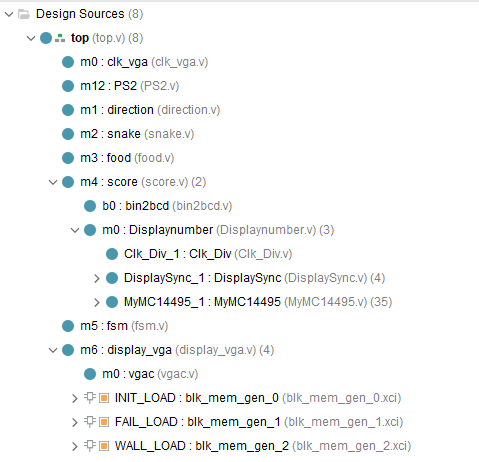 Design Sources (8)
top (top.v) (8)
m0 : clk_vga (clk_vga.v)
m12 : PS2 (PS2.v)
m1 : direction (direction.v)
m2 : snake (snake.v)
m3 : food (food.v)
m4 : score (score.v) (2)
b0 : bin2bcd (bin2bcd.v)
m0 : Displaynumber (Displaynumber.v) (3)
Clk_Div_1 : Clk_Div (Clk_Div.v)
DisplaySync_1 : DisplaySync (DisplaySync.v) (4)
MyMC14495_1 : MyMC14495 (MyMC14495.v) (35)
m5 : fsm (fsm.v)
m6 : display_vga (display_vga.v) (4)
m0 : vgac (vgac.v)
INIT_LOAD : blk_mem_gen_0 (blk_mem_gen_0.xci)
FAIL_LOAD : blk_mem_gen_1 (blk_mem_gen_1.xci)
WALL_LOAD : blk_mem_gen_2 (blk_mem_gen_2.xci)